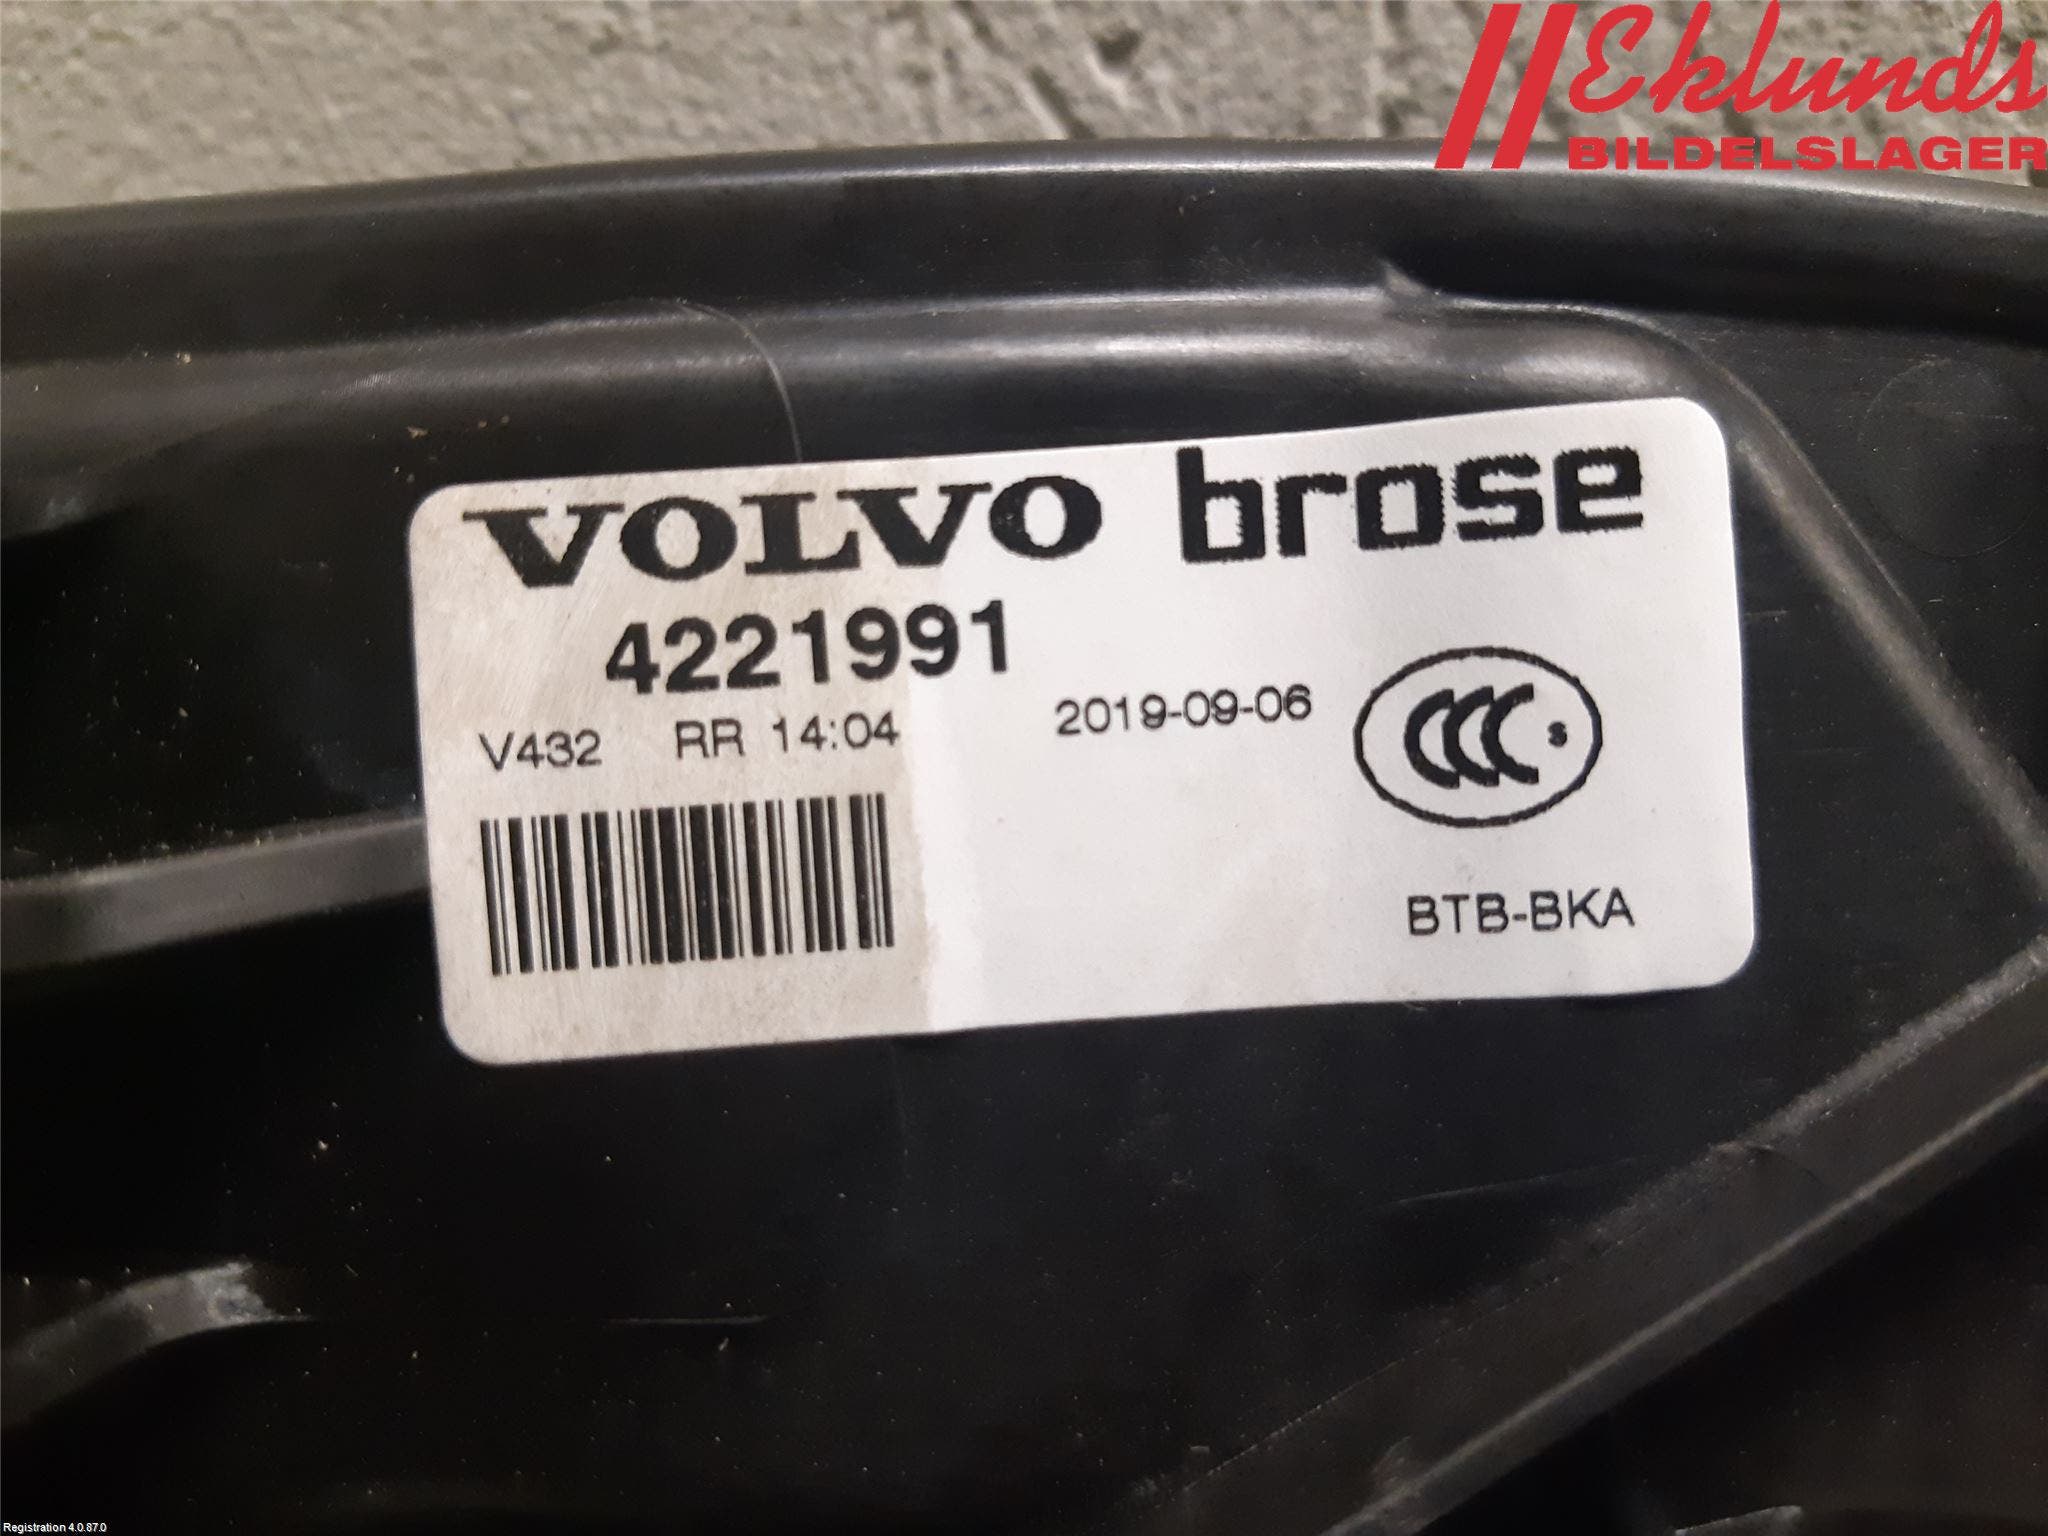 Eklunds
BILDELSLAGER
VOLVO brose
4221991
V432 RR 14:04 2019-09-06
CCC S
BTB-BKA
Registration 4.0.87.0